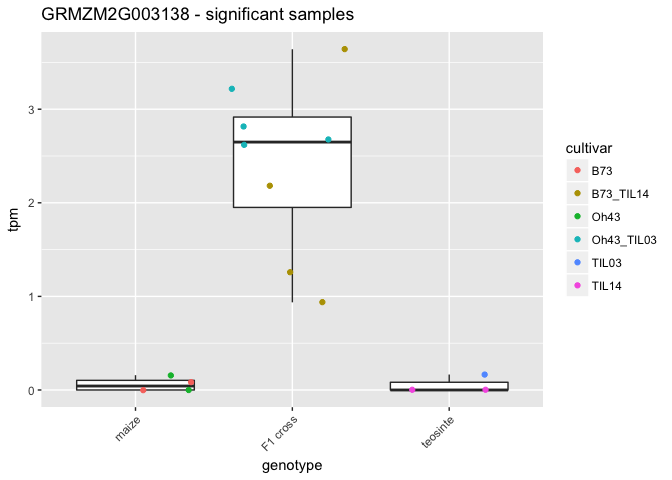 GRMZM2G003138 - significant samples
3
2
1
0
tpm
maize
F1 cross
teosinte
genotype
cultivar
B73
B73_TIL14
Oh43
Oh43_TIL03
TIL03
TIL14